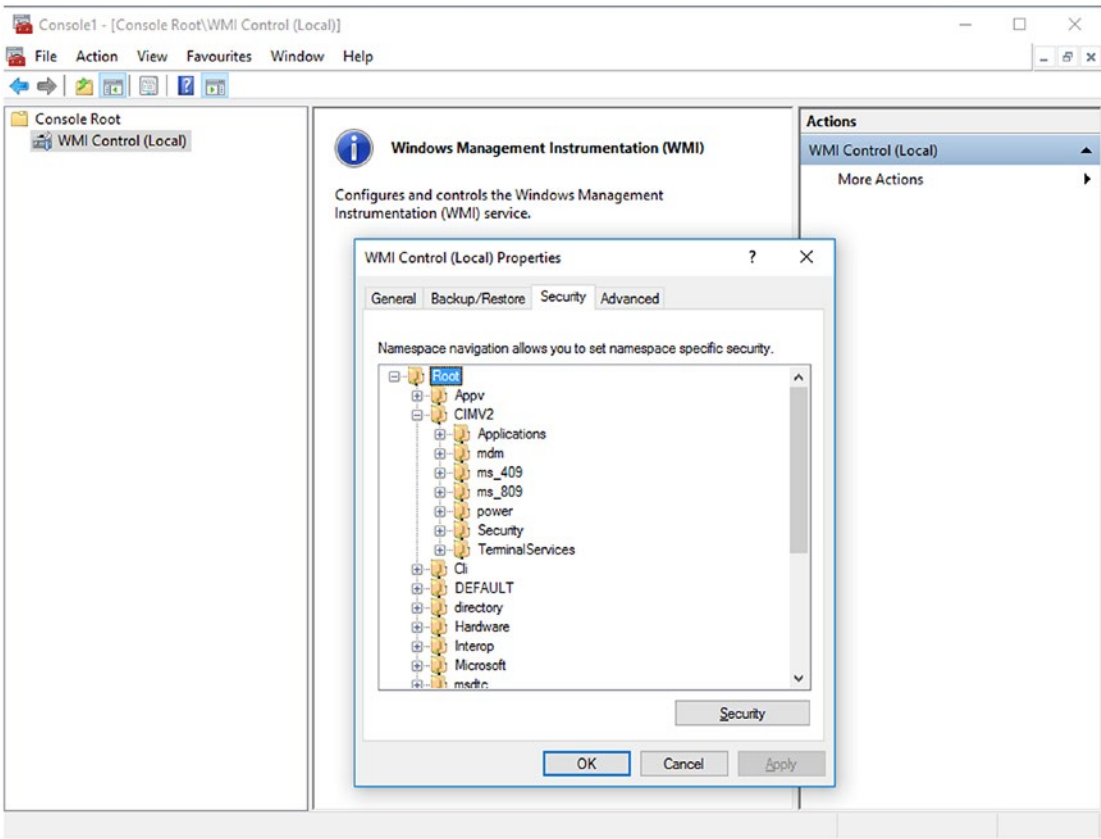 Console1 - [Console Root\WMI Control (Local)]
File Action View Favourites Window Help
Console Root
WMI Control (Local)
Windows Management Instrumentation (WMI)
Configures and controls the Windows Management
Instrumentation (WMI) service.
Actions
WMI Control (Local)
More Actions
WMI Control (Local) Properties
General Backup/Restore Security Advanced
Namespace navigation allows you to set namespace specific security.
Root
Appv
CIMV2
Applications
mdm
ms_409
ms_809
power
Security
TerminalServices
Cli
DEFAULT
directory
Hardware
Interop
Microsoft
msdtc
Security
OK Cancel Apply